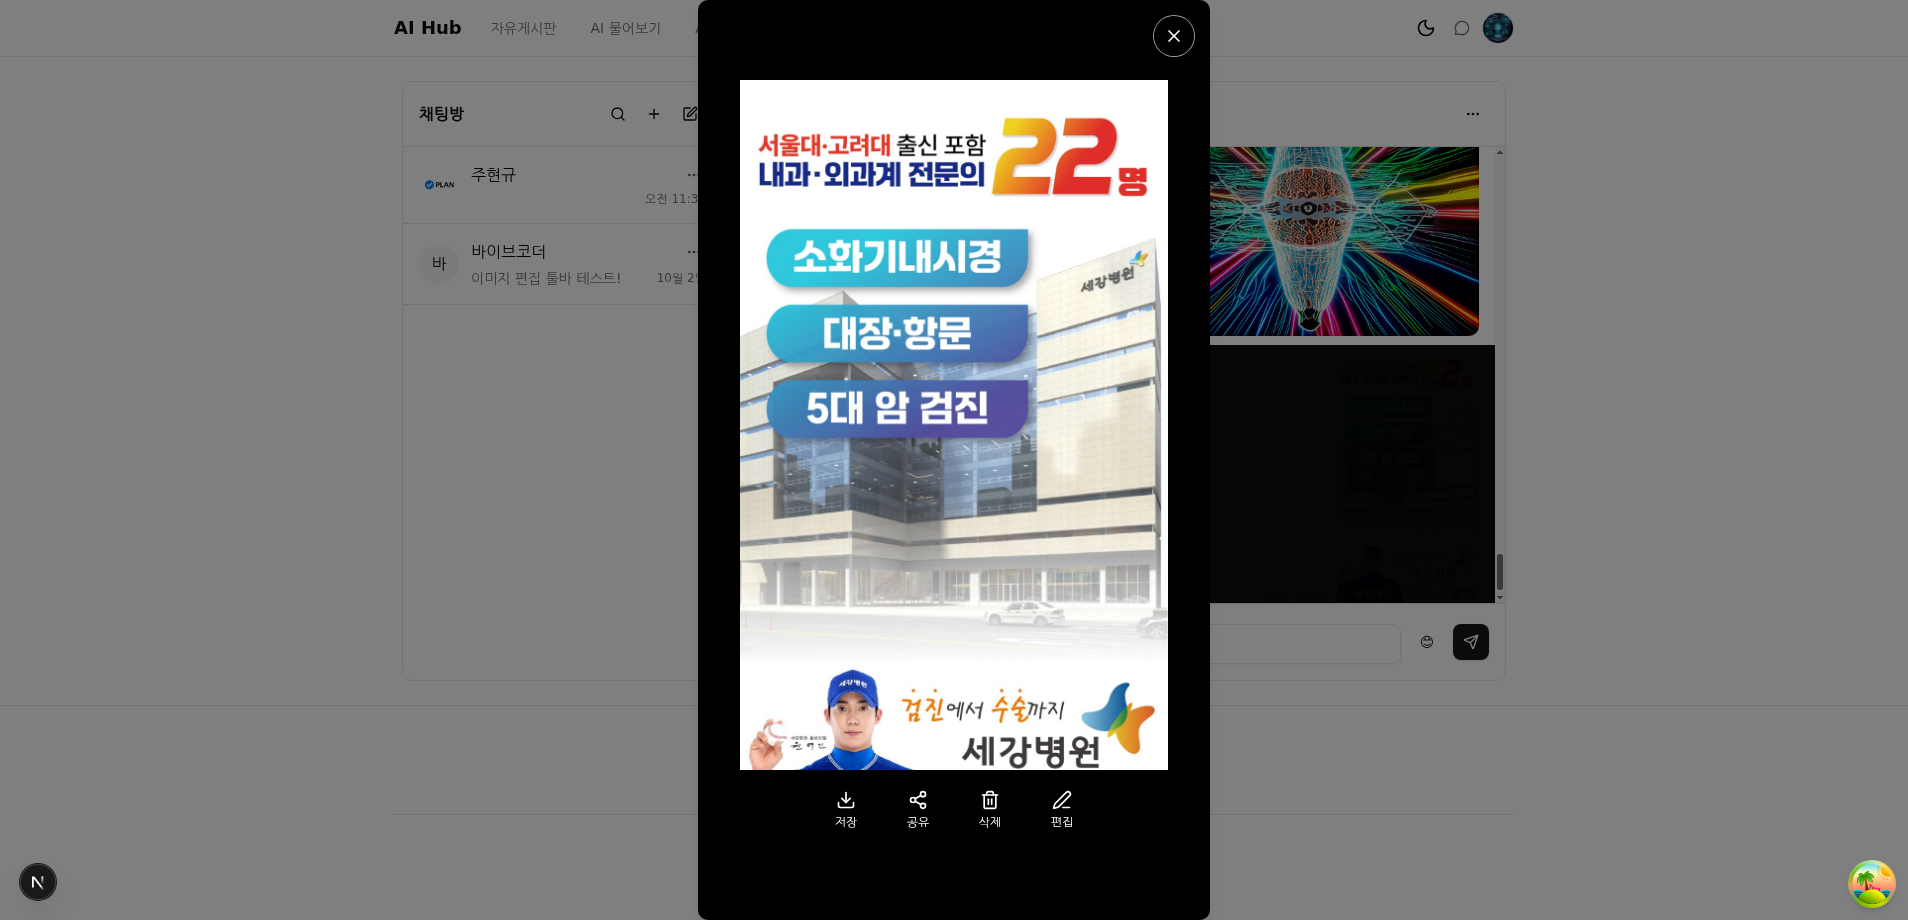 AI Hub 자유게시판 AI 물어보기
채팅방
PLAN 주현규
오전 11:3
바 바이브코더
이미지 편집 툴바 테스트! 10월 2
서울대·고려대 출신 포함
내과·외과계 전문의
22명
소화기내시경
세강병원
대장·항문
5대 암 검진
세강병원
검진에서 수술까지
세강병원
저장 공유 삭제 편집
N